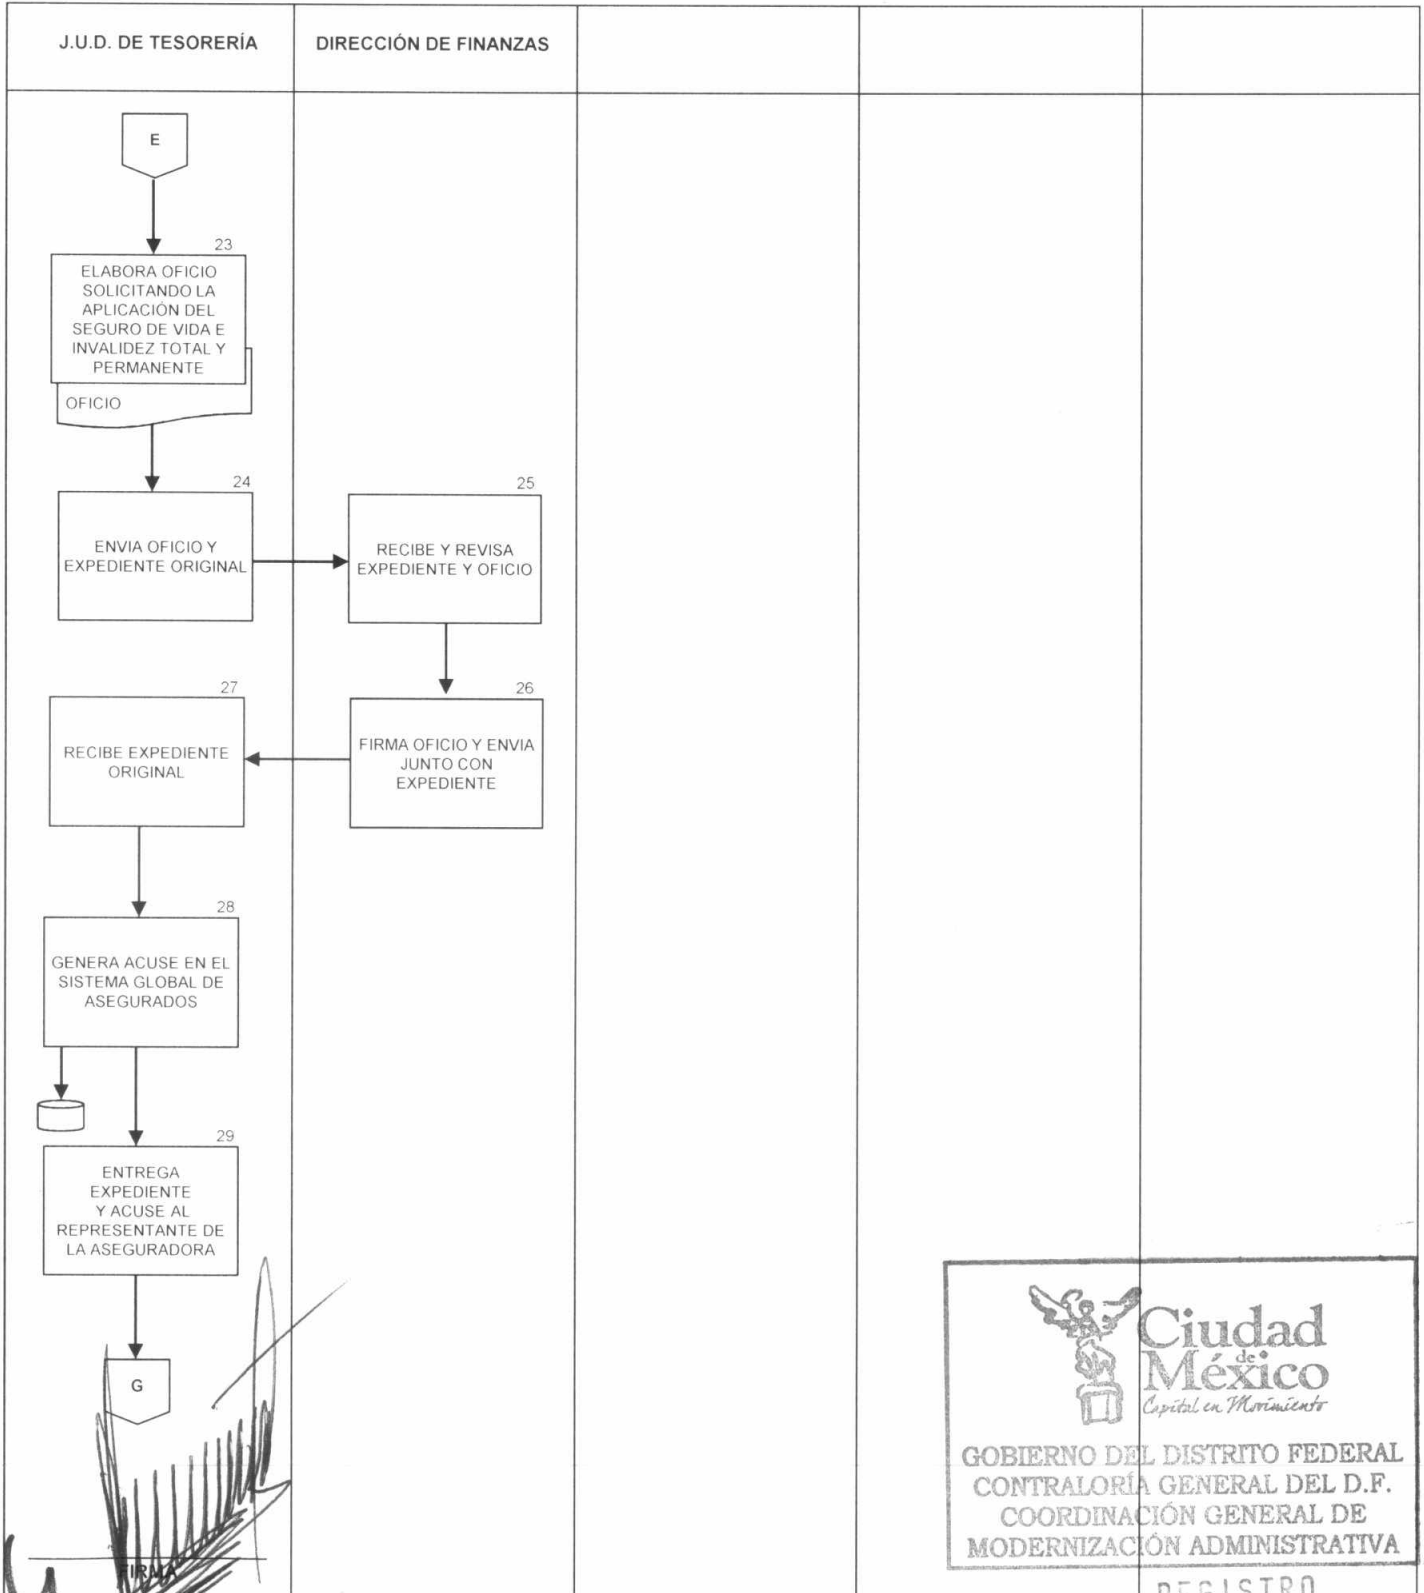 J.U.D. DE TESORERÍA
DIRECCIÓN DE FINANZAS
E
23
ELABORA OFICIO
SOLICITANDO LA
APLICACIÓN DEL
SEGURO DE VIDA E
INVALIDEZ TOTAL Y
PERMANENTE
OFICIO
24
ENVIA OFICIO Y
EXPEDIENTE ORIGINAL
25
RECIBE Y REVISA
EXPEDIENTE Y OFICIO
26
FIRMA OFICIO Y ENVIA
JUNTO CON
EXPEDIENTE
27
RECIBE EXPEDIENTE
ORIGINAL
28
GENERA ACUSE EN EL
SISTEMA GLOBAL DE
ASEGURADOS
29
ENTREGA
EXPEDIENTE
Y ACUSE AL
REPRESENTANTE DE
LA ASEGURADORA
G
FIRMA
Ciudad
de
México
Capital en Movimiento
GOBIERNO DEL DISTRITO FEDERAL
CONTRALORÍA GENERAL DEL D.F.
COORDINACIÓN GENERAL DE
MODERNIZACIÓN ADMINISTRATIVA
REGISTRO